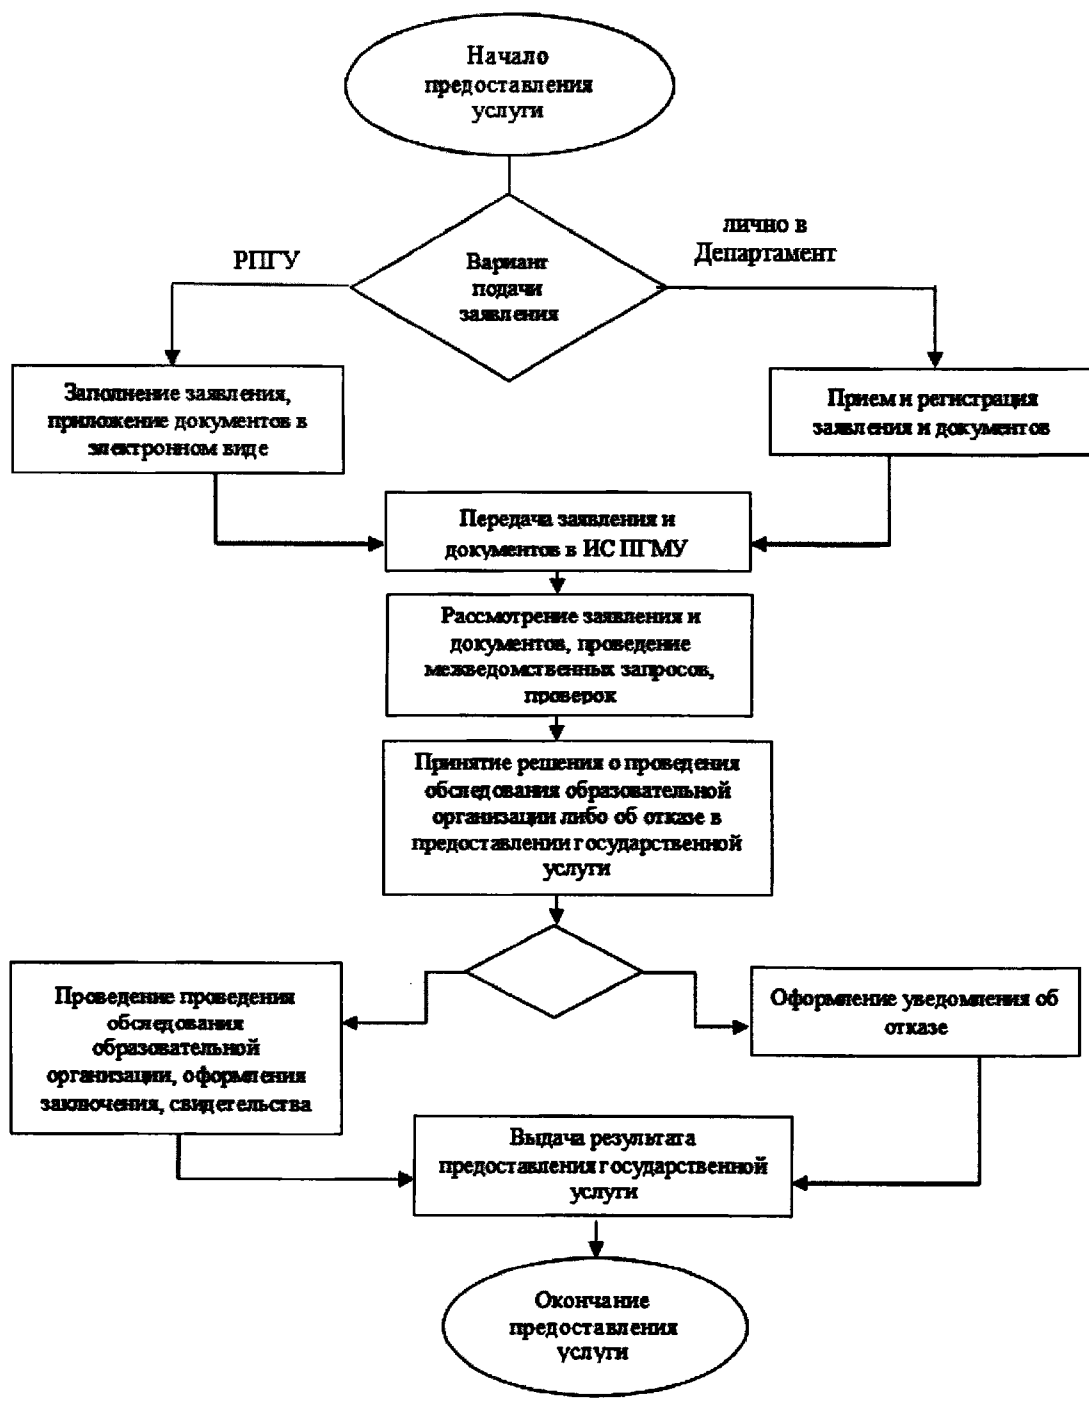 Начало
предоставления
услуги
РПГУ
лично в
Департамент
Вариант
подачи
заявления
Заполнение заявления,
приложение документов в
электронном виде
Прием и регистрация
заявления и документов
Передача заявления и
документов в ИС ПГМУ
Рассмотрение заявления и
документов, проведение
межведомственных запросов,
проверок
Принятие решения о проведения
обследования образовательной
организации либо об отказе в
предоставлении государственной
услуги
Проведение проведения
обследования
образовательной
организации, оформления
заключения, свидетельства
Оформление уведомления об
отказе
Выдача результата
предоставления государственной
услуги
Окончание
предоставления
услуги